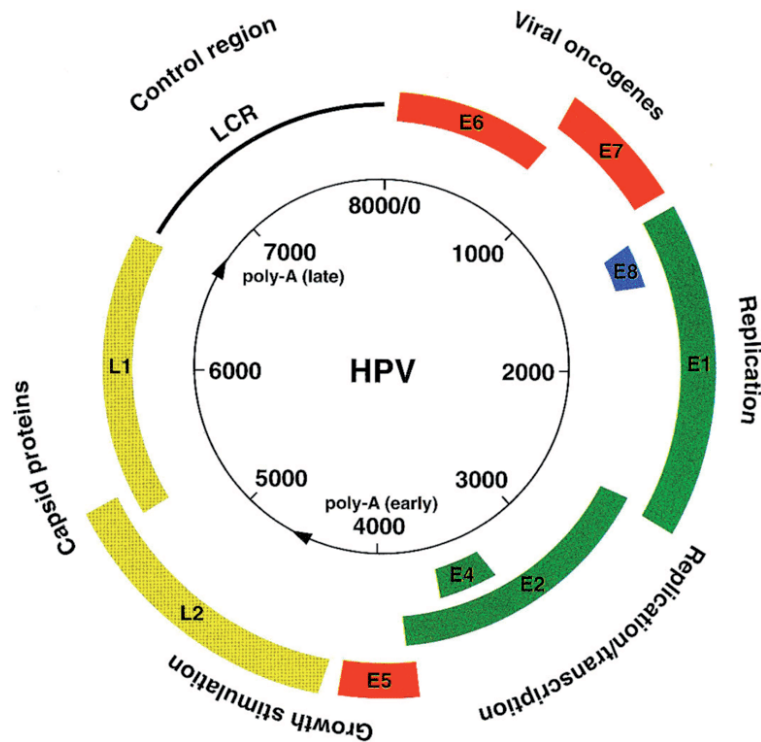 Control region
Viral oncogenes
LCR
E6
E7
8000/0
7000
1000
poly-A (late)
E8
Replication
L1
6000
HPV
2000
E1
Capsid proteins
5000
3000
poly-A (early)
4000
E4
E2
L2
E5
Replication/transcription
Growth stimulation